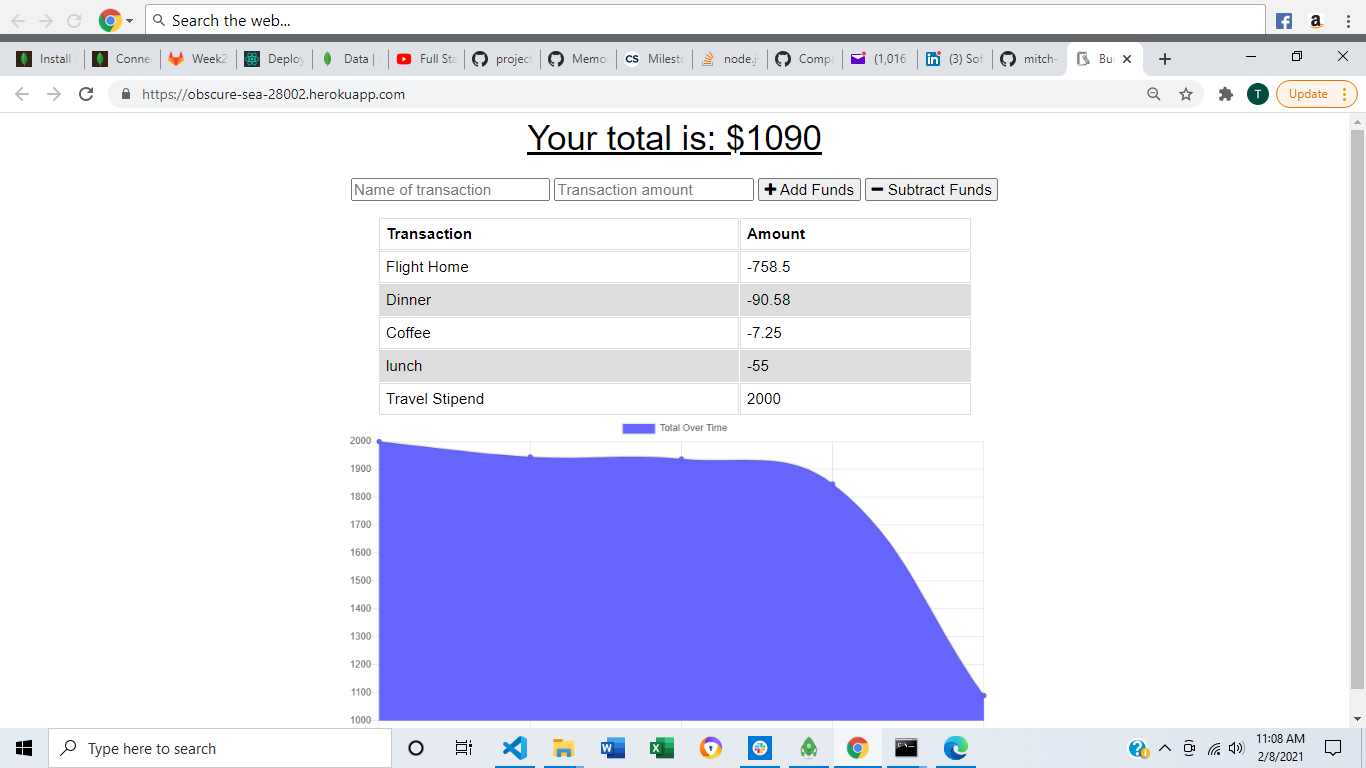 Search the web...
Install
Conne
Week2
Deploy
Data |
Full Sta
project
Memo
CS Milesto
node.js
Compa
(1,016
(3) Sof
mitch-
Bu
https://obscure-sea-28002.herokuapp.com
T
Update
Your total is: $1090
Name of transaction Transaction amount Add Funds Subtract Funds
Transaction Amount
Flight Home -758.5
Dinner -90.58
Coffee -7.25
lunch -55
Travel Stipend 2000
Total Over Time
2000
1900
1800
1700
1600
1500
1400
1300
1200
1100
1000
Type here to search
11:08 AM
2/8/2021